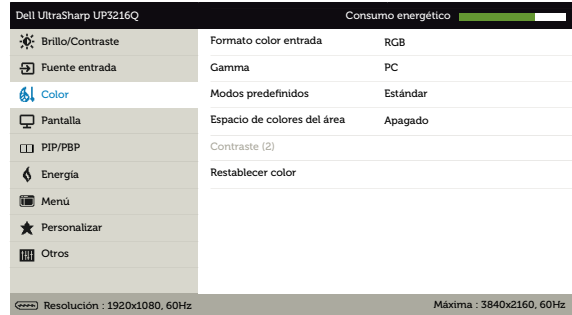 Dell UltraSharp UP3216Q Consumo energético
Brillo/Contraste Formato color entrada RGB
Fuente entrada Gamma PC
Color Modos predefinidos Estándar
Pantalla Espacio de colores del área Apagado
PIP/PBP Contraste (2)
Energía Restablecer color
Menú
Personalizar
Otros
Resolución : 1920x1080, 60Hz Máxima : 3840x2160, 60Hz